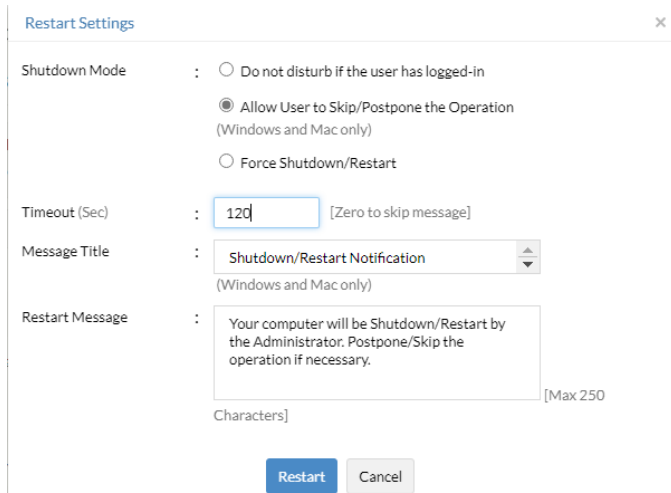 Restart Settings ×
Shutdown Mode : Do not disturb if the user has logged-in
Allow User to Skip/Postpone the Operation
(Windows and Mac only)
Force Shutdown/Restart
Timeout (Sec) : 120 [Zero to skip message]
Message Title : Shutdown/Restart Notification
(Windows and Mac only)
Restart Message : Your computer will be Shutdown/Restart by
the Administrator. Postpone/Skip the
operation if necessary.
[Max 250
Characters]
Restart Cancel